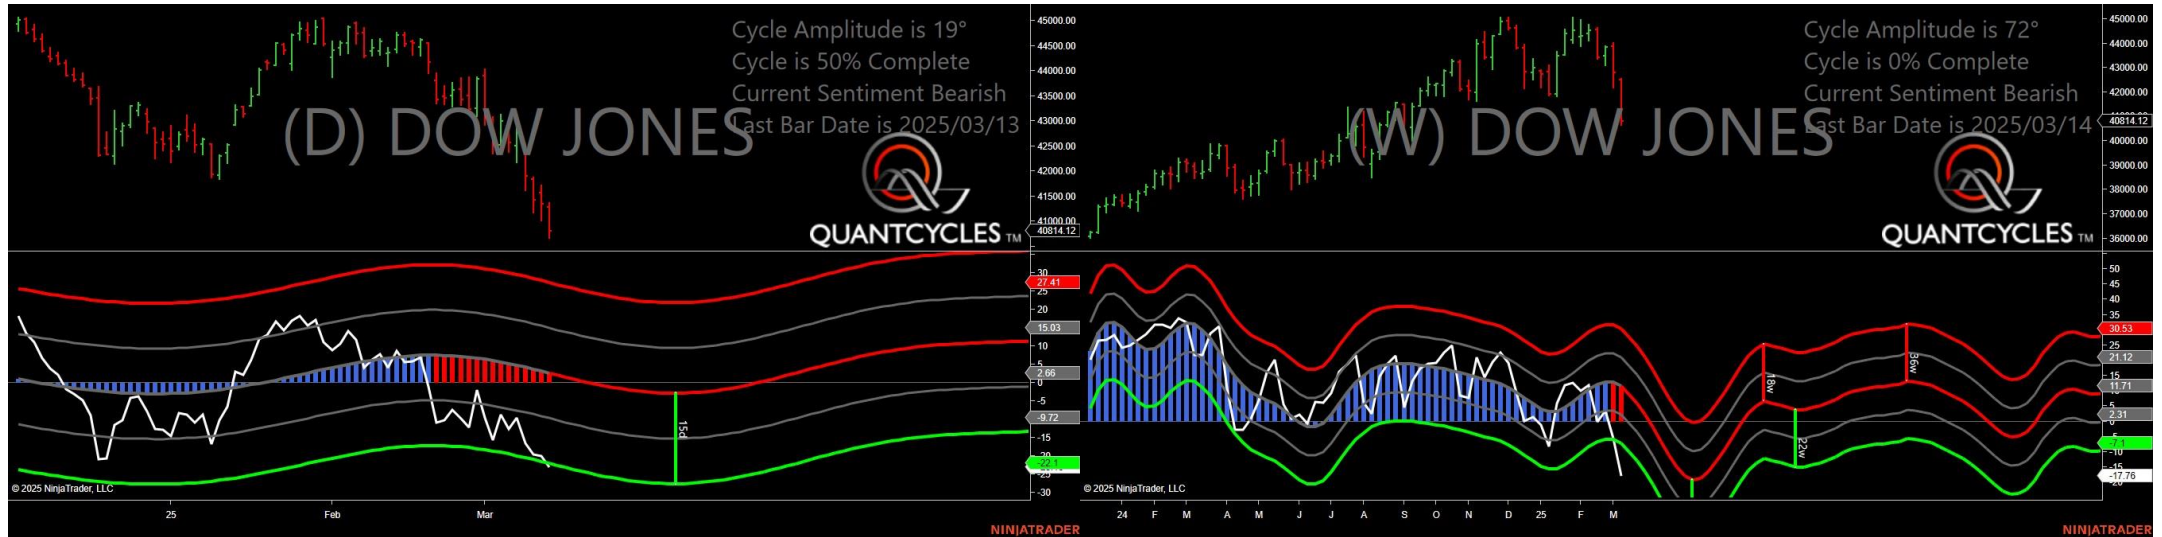 Cycle Amplitude is 19°
Cycle is 50% Complete
Current Sentiment Bearish
Last Bar Date is 2025/03/13
(D) DOW JONES
QUANTCYCLES TM
45000.00
44500.00
44000.00
43500.00
43000.00
42500.00
42000.00
41500.00
41000.00
40814.12
30
27.41
25
20
15.03
10
5
2.66
0
-5
-9.72
-15
-22.1
-25
-30
15d
© 2025 NinjaTrader, LLC
25 Feb Mar
NINJATRADER
Cycle Amplitude is 72°
Cycle is 0% Complete
Current Sentiment Bearish
Last Bar Date is 2025/03/14
(W) DOW JONES
QUANTCYCLES TM
45000.00
44000.00
43000.00
42000.00
40814.12
40000.00
39000.00
38000.00
37000.00
36000.00
50
45
40
35
30.53
25
21.12
15
11.71
5
2.31
0
-7.1
-10
-15
-17.76
-20
18w
22w
36w
© 2025 NinjaTrader, LLC
24 F M A M J J A S O N D 25 F M
NINJATRADER